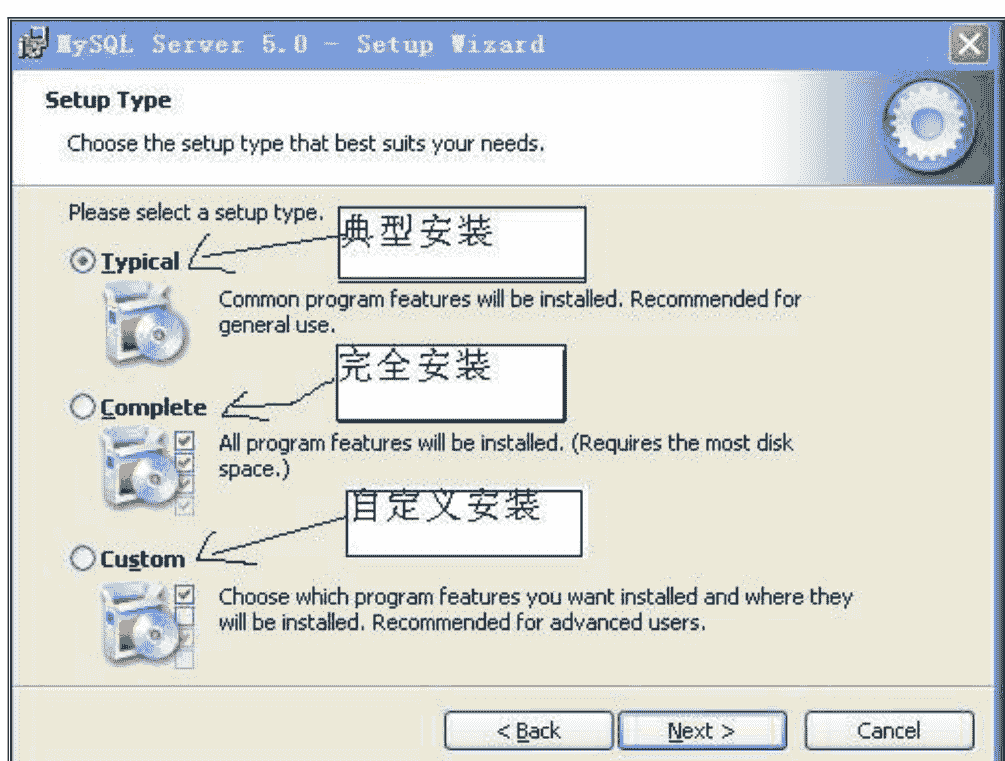 MySQL Server 5.0 - Setup Wizard
Setup Type
Choose the setup type that best suits your needs.
Please select a setup type.
典型安装
Typical
Common program features will be installed. Recommended for
general use.
完全安装
Complete
All program features will be installed. (Requires the most disk
space.)
自定义安装
Custom
Choose which program features you want installed and where they
will be installed. Recommended for advanced users.
< Back
Next >
Cancel